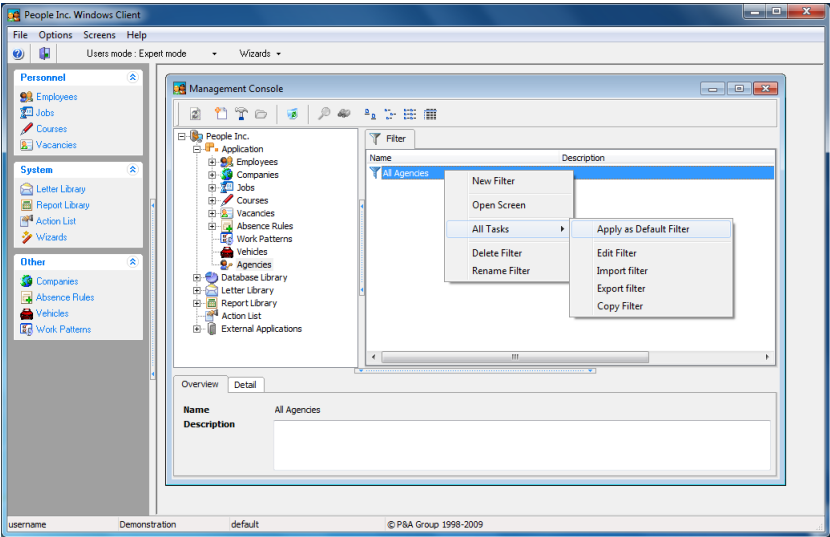 People Inc. Windows Client
File Options Screens Help
Users mode : Expert mode Wizards
Personnel
Employees
Jobs
Courses
Vacancies
System
Letter Library
Report Library
Action List
Wizards
Other
Companies
Absence Rules
Vehicles
Work Patterns
Management Console
People Inc.
Application
Employees
Companies
Jobs
Courses
Vacancies
Absence Rules
Work Patterns
Vehicles
Agencies
Database Library
Letter Library
Report Library
Action List
External Applications
Filter
Name Description
All Agencies
New Filter
Open Screen
All Tasks
Delete Filter
Rename Filter
Apply as Default Filter
Edit Filter
Import filter
Export filter
Copy Filter
Overview Detail
Name All Agencies
Description
username Demonstration default © P&A Group 1998-2009